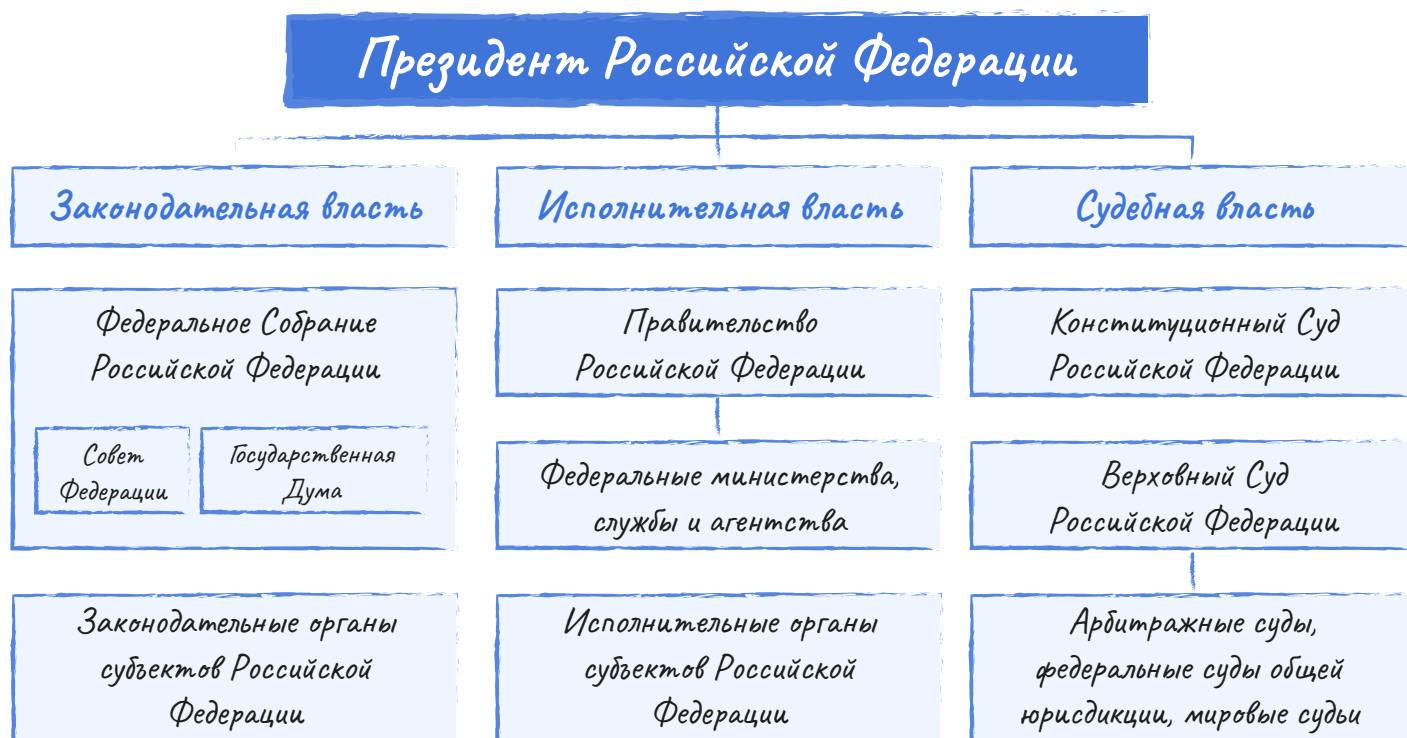 Президент Российской Федерации
Законодательная власть
Исполнительная власть
Судебная власть
Федеральное Собрание
Российской Федерации
Совет
Федерации
Государственная
Дума
Законодательные органы
субъектов Российской
Федерации
Правительство
Российской Федерации
Федеральные министерства,
службы и агентства
Исполнительные органы
субъектов Российской
Федерации
Конституционный Суд
Российской Федерации
Верховный Суд
Российской Федерации
Арбитражные суды,
федеральные суды общей
юрисдикции, мировые судьи